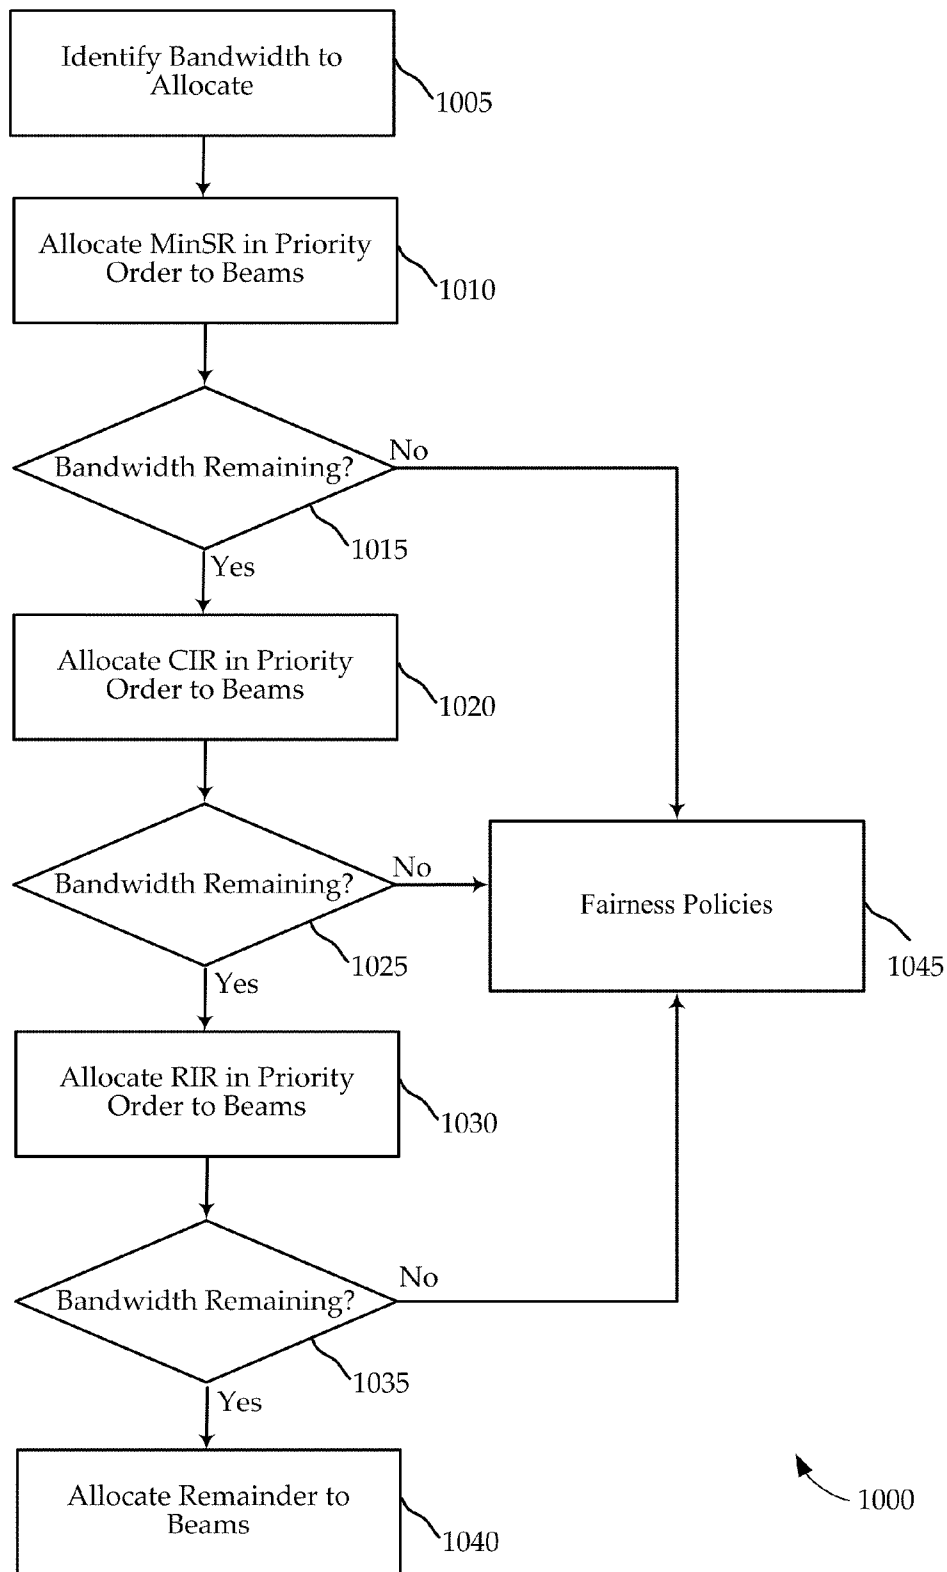 Identify Bandwidth to
Allocate
1005
Allocate MinSR in Priority
Order to Beams
1010
Bandwidth Remaining?
No
1015
Yes
Allocate CIR in Priority
Order to Beams
1020
Bandwidth Remaining?
No
1025
Yes
Fairness Policies
1045
Allocate RIR in Priority
Order to Beams
1030
Bandwidth Remaining?
No
1035
Yes
Allocate Remainder to
Beams
1040
1000